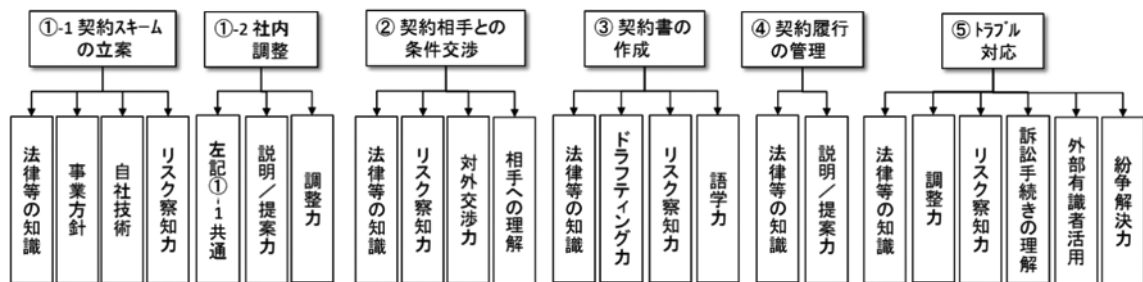 ①-1 契約スキーム
の立案
①-2 社内
調整
② 契約相手との
条件交渉
③ 契約書の
作成
④ 契約履行
の管理
⑤ トラブル
対応
法律等の知識
事業方針
自社技術
リスク察知力
左記①-1共通
説明／提案力
調整力
法律等の知識
リスク察知力
対外交渉力
相手への理解
法律等の知識
ドラフティング力
リスク察知力
語学力
法律等の知識
説明／提案力
法律等の知識
調整力
リスク察知力
訴訟手続きの理解
外部有識者活用
紛争解決力